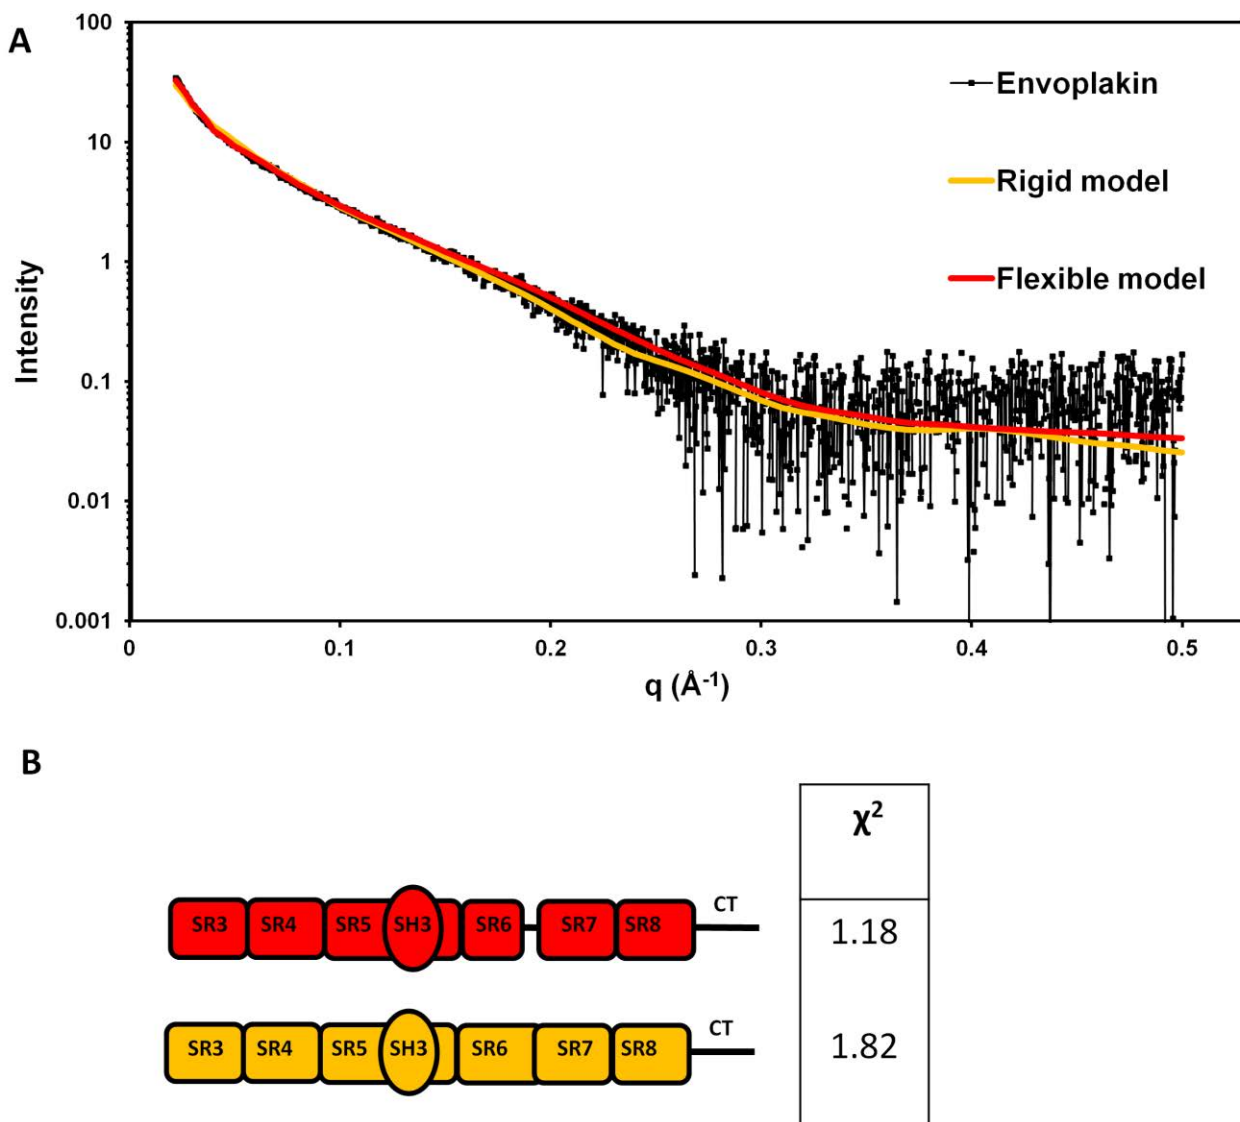 A
100
10
1
0.1
0.01
0.001
Intensity
Envoplakin
Rigid model
Flexible model
0 0.1 0.2 0.3 0.4 0.5
q (Å⁻¹)
B
χ²
SR3 SR4 SR5 SH3 SR6 SR7 SR8 CT
1.18
SR3 SR4 SR5 SH3 SR6 SR7 SR8 CT
1.82